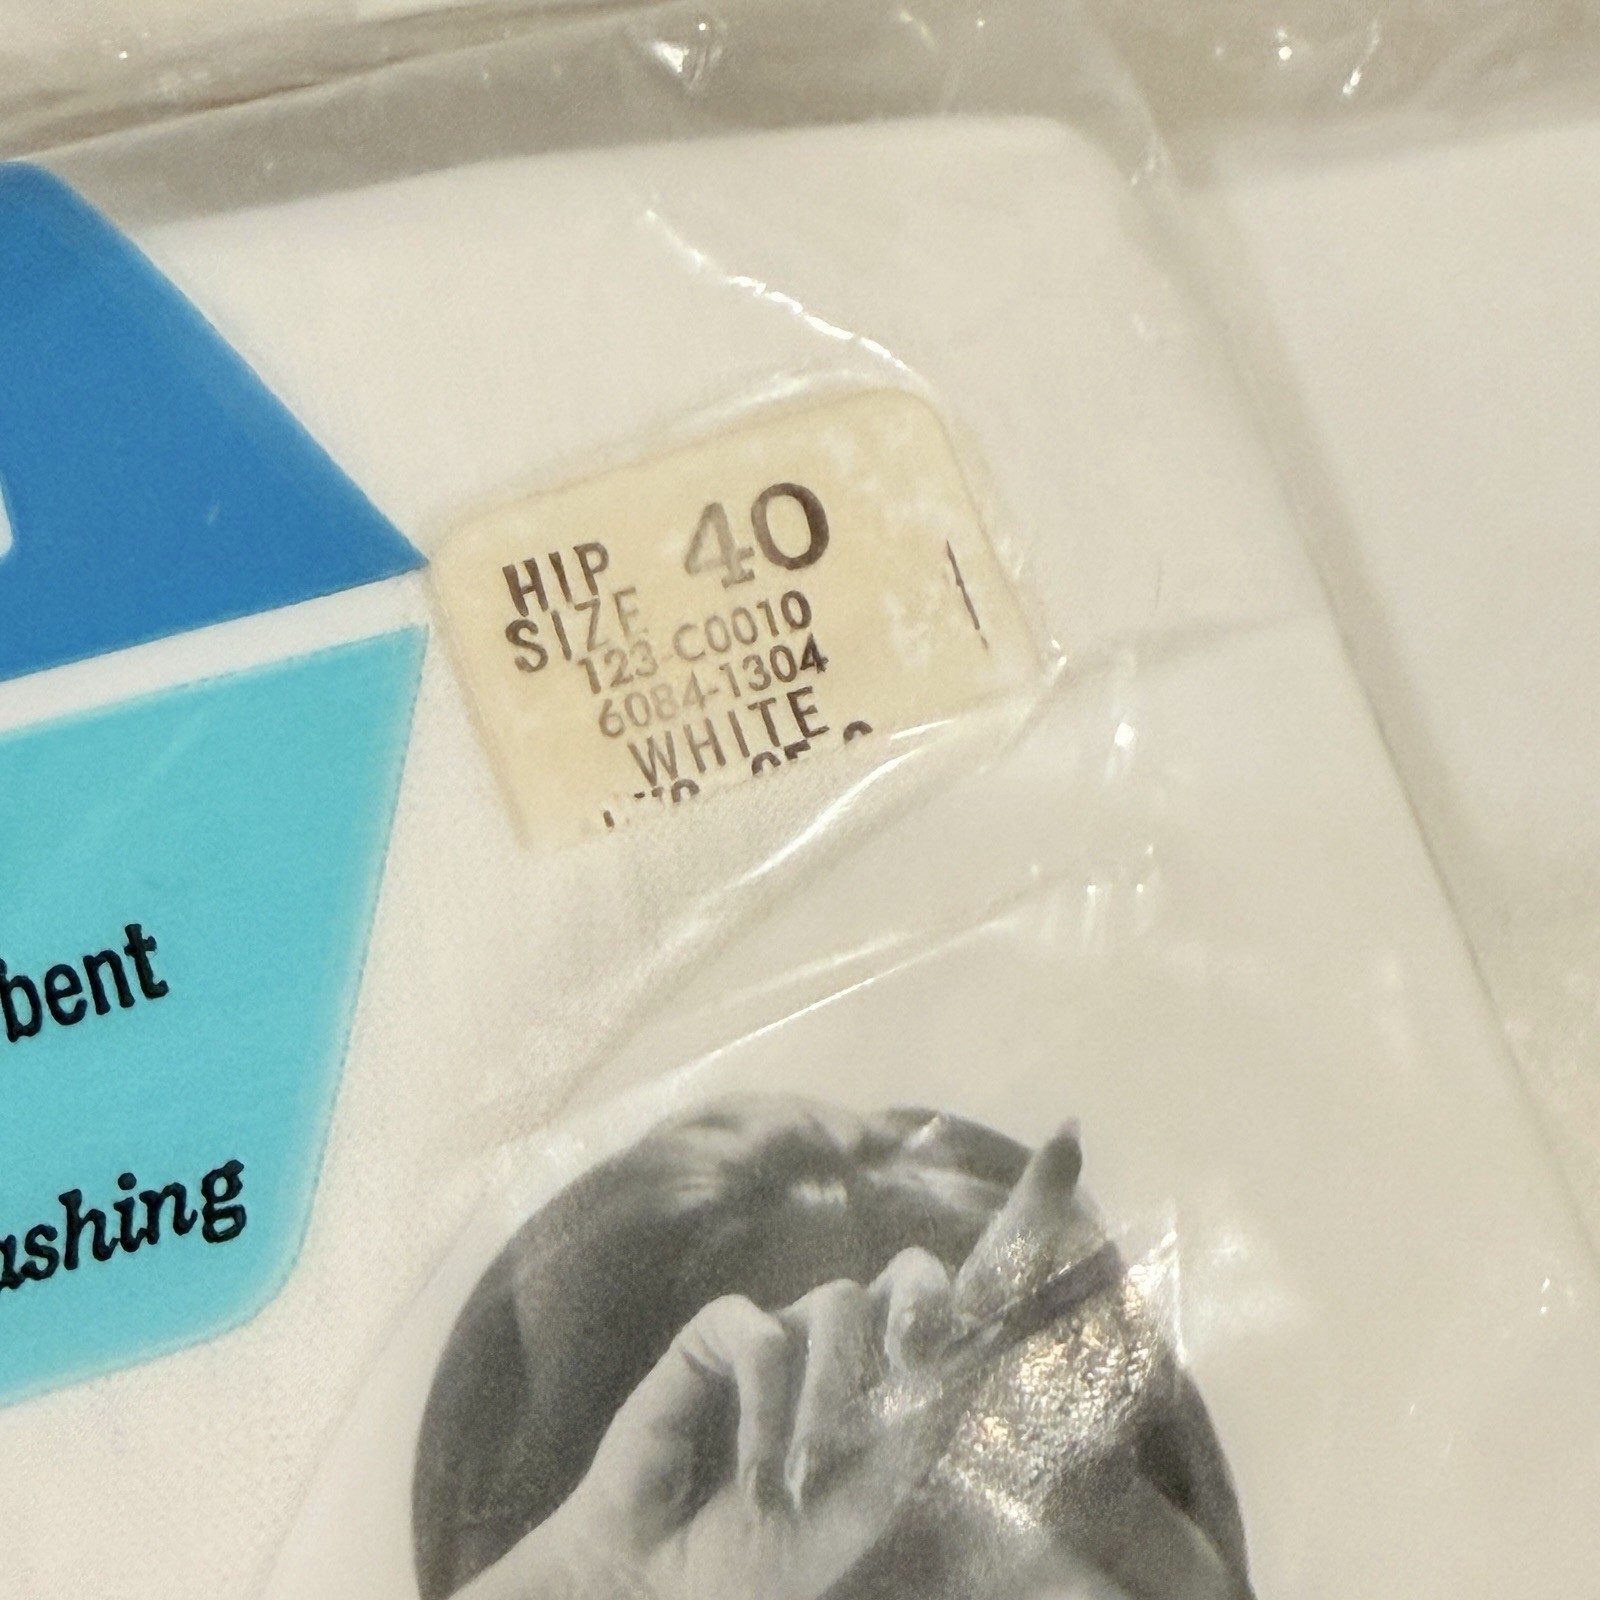 HIP
SIZE 40
123-C0010
6084-1304
WHITE
bent
ashing